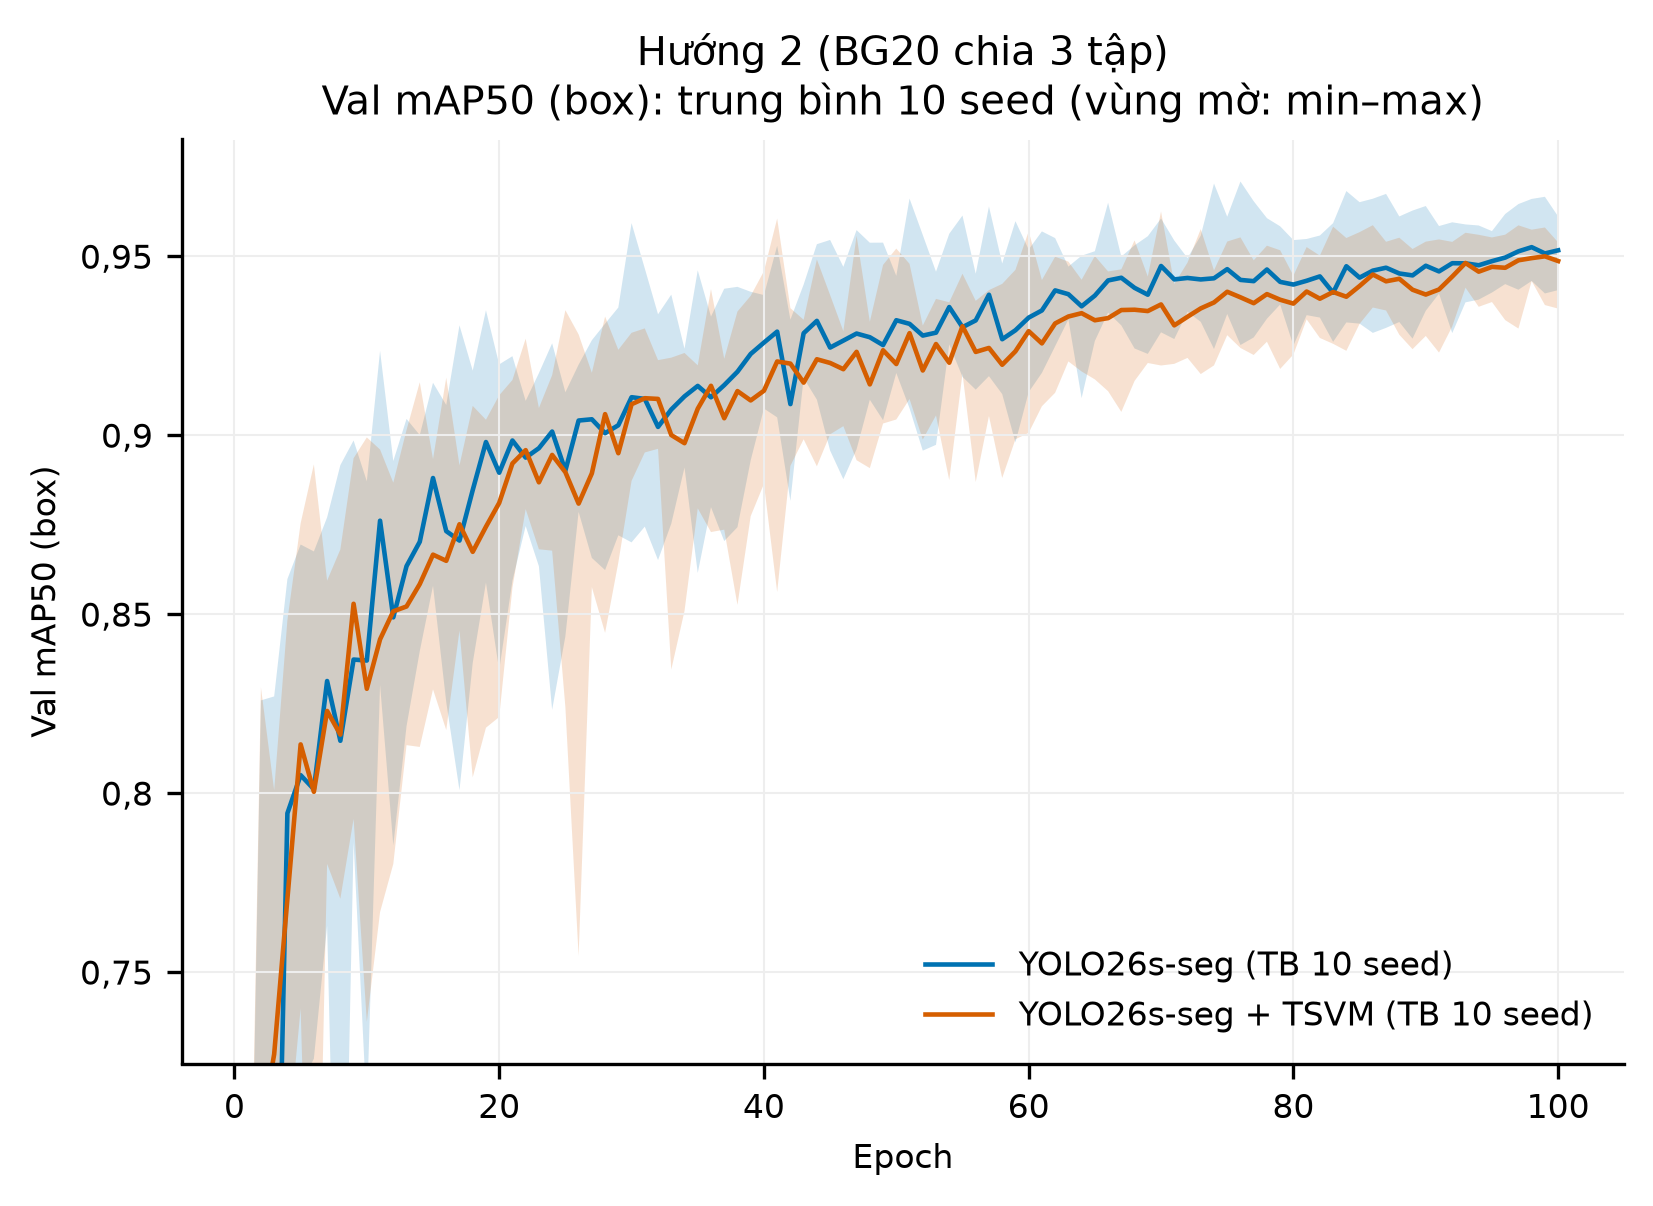 Hướng 2 (BG20 chia 3 tập)
Val mAP50 (box): trung bình 10 seed (vùng mờ: min–max)
Val mAP50 (box)
0,95
0,9
0,85
0,8
0,75
YOLO26s-seg (TB 10 seed)
YOLO26s-seg + TSVM (TB 10 seed)
0 20 40 60 80 100
Epoch